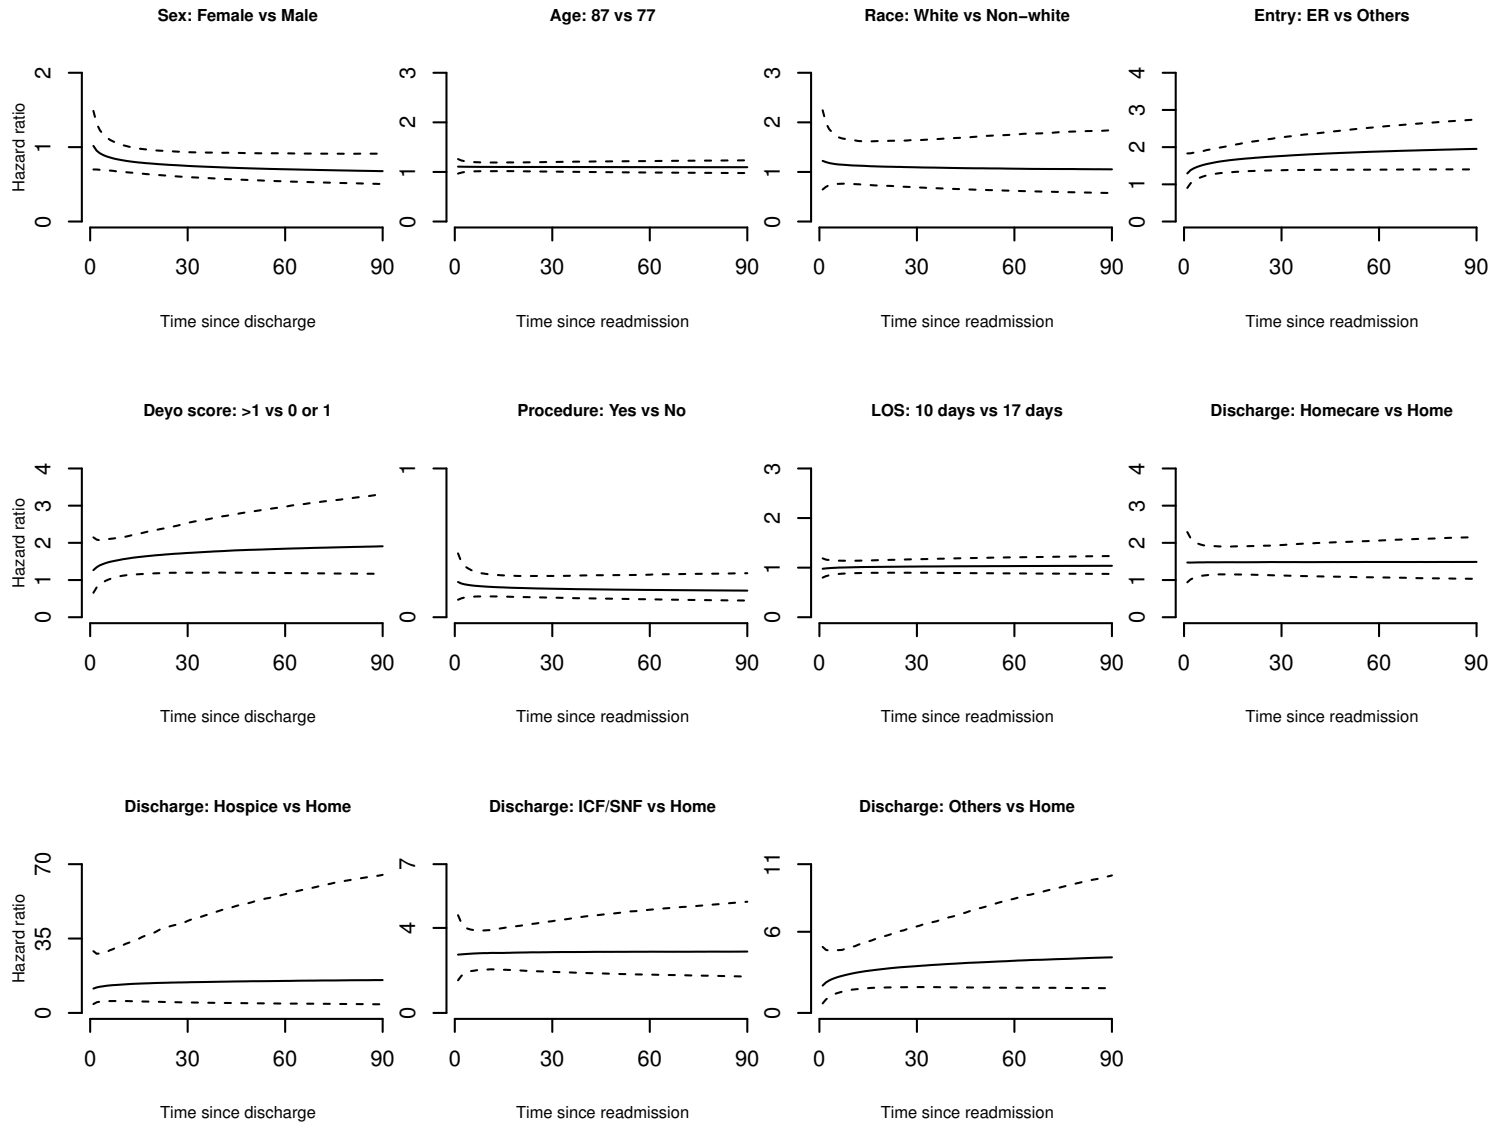 Sex: Female vs Male
Age: 87 vs 77
Race: White vs Non−white
Entry: ER vs Others
Hazard ratio
0 1 2
0 1 2 3
0 1 2 3
0 1 2 3 4
0 30 60 90
0 30 60 90
0 30 60 90
0 30 60 90
Time since discharge
Time since readmission
Time since readmission
Time since readmission
Deyo score: >1 vs 0 or 1
Procedure: Yes vs No
LOS: 10 days vs 17 days
Discharge: Homecare vs Home
Hazard ratio
0 1 2 3 4
0 1
0 1 2 3
0 1 2 3 4
0 30 60 90
0 30 60 90
0 30 60 90
0 30 60 90
Time since discharge
Time since readmission
Time since readmission
Time since readmission
Discharge: Hospice vs Home
Discharge: ICF/SNF vs Home
Discharge: Others vs Home
Hazard ratio
0 35 70
0 4 7
0 6 11
0 30 60 90
0 30 60 90
0 30 60 90
Time since discharge
Time since readmission
Time since readmission